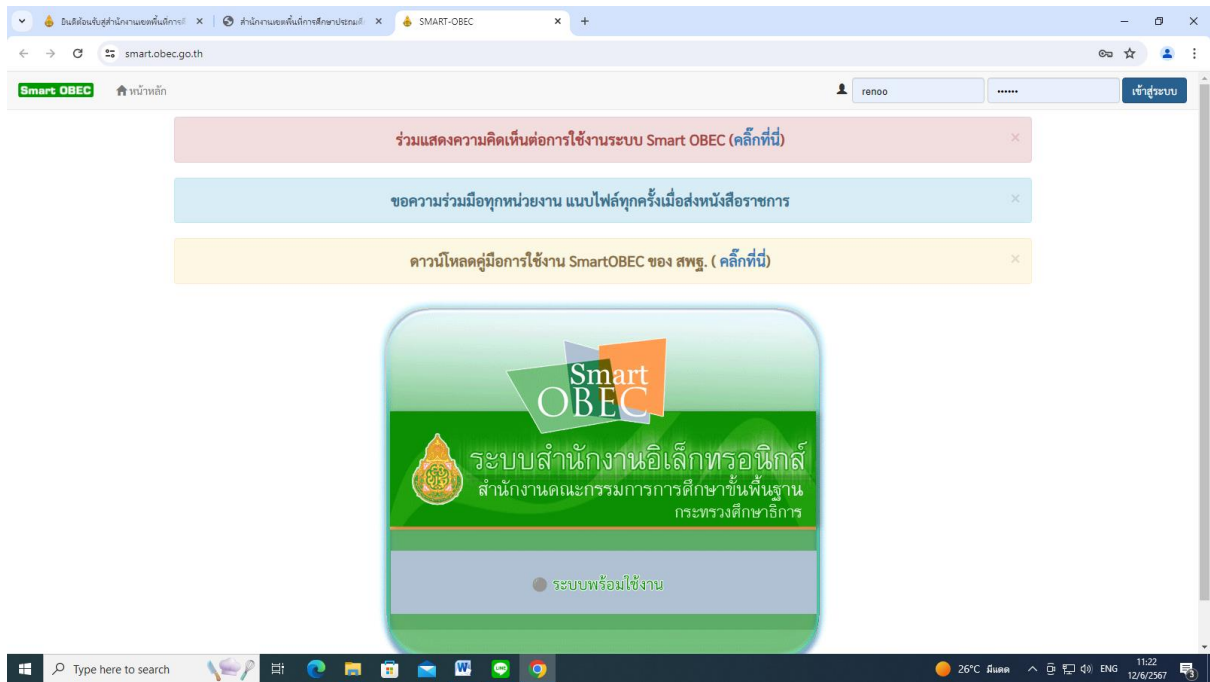 อินดีต้อนรับสู่สำนักงานเขตพื้นที่การศึ
สำนักงานเขตพื้นที่การศึกษาประถมศึ
SMART-OBEC
smart.obec.go.th
Smart OBEC
หน้าหลัก
renoo
••••••
เข้าสู่ระบบ
ร่วมแสดงความคิดเห็นต่อการใช้งานระบบ Smart OBEC (คลิ๊กที่นี่)
ขอความร่วมมือทุกหน่วยงาน แนบไฟล์ทุกครั้งเมื่อส่งหนังสือราชการ
ดาวน์โหลดคู่มือการใช้งาน SmartOBEC ของ สพฐ. ( คลิ๊กที่นี่)
Smart
OBEC
ระบบสำนักงานอิเล็กทรอนิกส์
สำนักงานคณะกรรมการการศึกษาขั้นพื้นฐาน
กระทรวงศึกษาธิการ
ระบบพร้อมใช้งาน
Type here to search
26°C มีแดด
ENG
11:22
12/6/2567
3